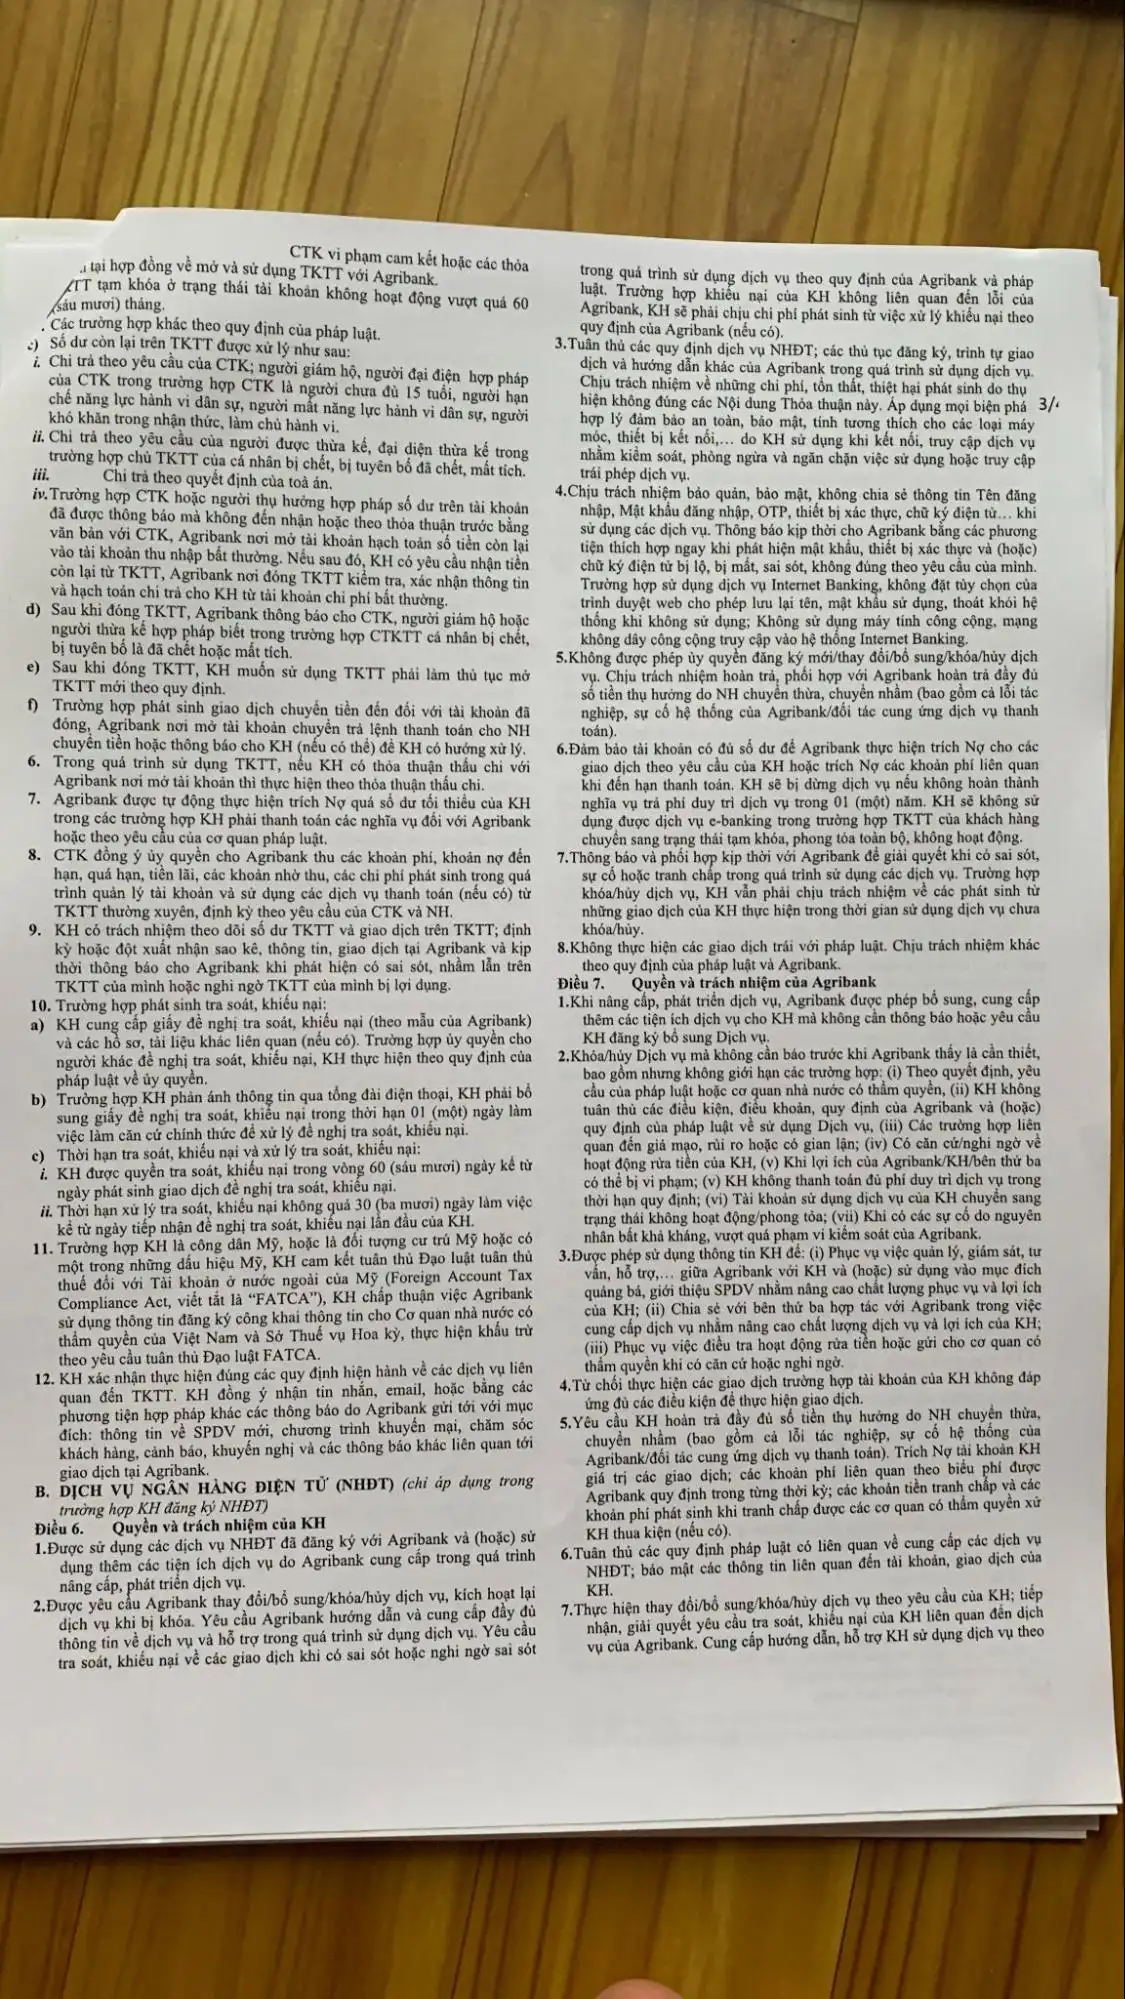 CTK vi phạm cam kết hoặc các thỏa
tại hợp đồng về mở và sử dụng TKTT với Agribank.
tạm khóa ở trạng thái tài khoản không hoạt động vượt quá 60
(sáu mươi) tháng.
Các trường hợp khác theo quy định của pháp luật.
c) Số dư còn lại trên TKTT được xử lý như sau:
i. Chi trả theo yêu cầu của CTK; người giám hộ, người đại điện hợp pháp
của CTK trong trường hợp CTK là người chưa đủ 15 tuổi, người hạn
chế năng lực hành vi dân sự, người mất năng lực hành vi dân sự, người
khó khăn trong nhận thức, làm chủ hành vi.
ii. Chi trả theo yêu cầu của người được thừa kế, đại diện thừa kế trong
trường hợp chủ TKTT của cá nhân bị chết, bị tuyên bố đã chết, mất tích.
iii. Chi trả theo quyết định của toà án.
iv. Trường hợp CTK hoặc người thụ hưởng hợp pháp số dư trên tài khoản
đã được thông báo mà không đến nhận hoặc theo thỏa thuận trước bằng
văn bản với CTK, Agribank nơi mở tài khoản hạch toán số tiền còn lại
vào tài khoản thu nhập bất thường. Nếu sau đó, KH có yêu cầu nhận tiền
còn lại từ TKTT, Agribank nơi đóng TKTT kiểm tra, xác nhận thông tin
và hạch toán chi trả cho KH từ tài khoản chi phí bất thường.
d) Sau khi đóng TKTT, Agribank thông báo cho CTK, người giám hộ hoặc
người thừa kế hợp pháp biết trong trường hợp CTKTT cá nhân bị chết,
bị tuyên bố là đã chết hoặc mất tích.
e) Sau khi đóng TKTT, KH muốn sử dụng TKTT phải làm thủ tục mở
TKTT mới theo quy định.
f) Trường hợp phát sinh giao dịch chuyển tiền đến đối với tài khoản đã
đóng, Agribank nơi mở tài khoản chuyển trả lệnh thanh toán cho NH
chuyển tiền hoặc thông báo cho KH (nếu có thể) để KH có hướng xử lý.
6. Trong quá trình sử dụng TKTT, nếu KH có thỏa thuận thấu chi với
Agribank nơi mở tài khoản thì thực hiện theo thỏa thuận thấu chi.
7. Agribank được tự động thực hiện trích Nợ quá số dư tối thiểu của KH
trong các trường hợp KH phải thanh toán các nghĩa vụ đối với Agribank
hoặc theo yêu cầu của cơ quan pháp luật.
8. CTK đồng ý ủy quyền cho Agribank thu các khoản phí, khoản nợ đến
hạn, quá hạn, tiền lãi, các khoản nhờ thu, các chi phí phát sinh trong quá
trình quản lý tài khoản và sử dụng các dịch vụ thanh toán (nếu có) từ
TKTT thường xuyên, định kỳ theo yêu cầu của CTK và NH.
9. KH có trách nhiệm theo dõi số dư TKTT và giao dịch trên TKTT; định
kỳ hoặc đột xuất nhận sao kê, thông tin, giao dịch tại Agribank và kịp
thời thông báo cho Agribank khi phát hiện có sai sót, nhầm lẫn trên
TKTT của mình hoặc nghi ngờ TKTT của mình bị lợi dụng.
10. Trường hợp phát sinh tra soát, khiếu nại:
a) KH cung cấp giấy đề nghị tra soát, khiếu nại (theo mẫu của Agribank)
và các hồ sơ, tài liệu khác liên quan (nếu có). Trường hợp ủy quyền cho
người khác đề nghị tra soát, khiếu nại, KH thực hiện theo quy định của
pháp luật về ủy quyền.
b) Trường hợp KH phản ánh thông tin qua tổng đài điện thoại, KH phải bổ
sung giấy đề nghị tra soát, khiếu nại trong thời hạn 01 (một) ngày làm
việc làm căn cứ chính thức để xử lý đề nghị tra soát, khiếu nại.
c) Thời hạn tra soát, khiếu nại và xử lý tra soát, khiếu nại:
i. KH được quyền tra soát, khiếu nại trong vòng 60 (sáu mươi) ngày kể từ
ngày phát sinh giao dịch đề nghị tra soát, khiếu nại.
ii. Thời hạn xử lý tra soát, khiếu nại không quá 30 (ba mươi) ngày làm việc
kể từ ngày tiếp nhận đề nghị tra soát, khiếu nại lần đầu của KH.
11. Trường hợp KH là công dân Mỹ, hoặc là đối tượng cư trú Mỹ hoặc có
một trong những dấu hiệu Mỹ, KH cam kết tuân thủ Đạo luật tuân thủ
thuế đối với Tài khoản ở nước ngoài của Mỹ (Foreign Account Tax
Compliance Act, viết tắt là “FATCA”), KH chấp thuận việc Agribank
sử dụng thông tin đăng ký công khai thông tin cho Cơ quan nhà nước có
thẩm quyền của Việt Nam và Sở Thuế vụ Hoa kỳ, thực hiện khấu trừ
theo yêu cầu tuân thủ Đạo luật FATCA.
12. KH xác nhận thực hiện đúng các quy định hiện hành về các dịch vụ liên
quan đến TKTT. KH đồng ý nhận tin nhắn, email, hoặc bằng các
phương tiện hợp pháp khác các thông báo do Agribank gửi tới với mục
đích: thông tin về SPDV mới, chương trình khuyến mại, chăm sóc
khách hàng, cảnh báo, khuyến nghị và các thông báo khác liên quan tới
giao dịch tại Agribank.
B. DỊCH VỤ NGÂN HÀNG ĐIỆN TỬ (NHĐT) (chỉ áp dụng trong
trường hợp KH đăng ký NHĐT)
Điều 6. Quyền và trách nhiệm của KH
1.Được sử dụng các dịch vụ NHĐT đã đăng ký với Agribank và (hoặc) sử
dụng thêm các tiện ích dịch vụ do Agribank cung cấp trong quá trình
nâng cấp, phát triển dịch vụ.
2.Được yêu cầu Agribank thay đổi/bổ sung/khóa/hủy dịch vụ, kích hoạt lại
dịch vụ khi bị khóa. Yêu cầu Agribank hướng dẫn và cung cấp đầy đủ
thông tin về dịch vụ và hỗ trợ trong quá trình sử dụng dịch vụ. Yêu cầu
tra soát, khiếu nại về các giao dịch khi có sai sót hoặc nghi ngờ sai sót
trong quá trình sử dụng dịch vụ theo quy định của Agribank và pháp
luật. Trường hợp khiếu nại của KH không liên quan đến lỗi của
Agribank, KH sẽ phải chịu chi phí phát sinh từ việc xử lý khiếu nại theo
quy định của Agribank (nếu có).
3.Tuân thủ các quy định dịch vụ NHĐT; các thủ tục đăng ký, trình tự giao
dịch và hướng dẫn khác của Agribank trong quá trình sử dụng dịch vụ.
Chịu trách nhiệm về những chi phí, tổn thất, thiệt hại phát sinh do thụ
hiện không đúng các Nội dung Thỏa thuận này. Áp dụng mọi biện phá 3/
hợp lý đảm bảo an toàn, bảo mật, tính tương thích cho các loại máy
móc, thiết bị kết nối,… do KH sử dụng khi kết nối, truy cập dịch vụ
nhằm kiểm soát, phòng ngừa và ngăn chặn việc sử dụng hoặc truy cập
trái phép dịch vụ.
4.Chịu trách nhiệm bảo quản, bảo mật, không chia sẻ thông tin Tên đăng
nhập, Mật khẩu đăng nhập, OTP, thiết bị xác thực, chữ ký điện tử… khi
sử dụng các dịch vụ. Thông báo kịp thời cho Agribank bằng các phương
tiện thích hợp ngay khi phát hiện mật khẩu, thiết bị xác thực và (hoặc)
chữ ký điện tử bị lộ, bị mất, sai sót, không đúng theo yêu cầu của mình.
Trường hợp sử dụng dịch vụ Internet Banking, không đặt tùy chọn của
trình duyệt web cho phép lưu lại tên, mật khẩu sử dụng, thoát khỏi hệ
thống khi không sử dụng; Không sử dụng máy tính công cộng, mạng
không dây công cộng truy cập vào hệ thống Internet Banking.
5.Không được phép ủy quyền đăng ký mới/thay đổi/bổ sung/khóa/hủy dịch
vụ. Chịu trách nhiệm hoàn trả, phối hợp với Agribank hoàn trả đầy đủ
số tiền thụ hưởng do NH chuyển thừa, chuyển nhầm (bao gồm cả lỗi tác
nghiệp, sự cố hệ thống của Agribank/đối tác cung ứng dịch vụ thanh
toán).
6.Đảm bảo tài khoản có đủ số dư để Agribank thực hiện trích Nợ cho các
giao dịch theo yêu cầu của KH hoặc trích Nợ các khoản phí liên quan
khi đến hạn thanh toán. KH sẽ bị dừng dịch vụ nếu không hoàn thành
nghĩa vụ trả phí duy trì dịch vụ trong 01 (một) năm. KH sẽ không sử
dụng được dịch vụ e-banking trong trường hợp TKTT của khách hàng
chuyển sang trạng thái tạm khóa, phong tỏa toàn bộ, không hoạt động.
7.Thông báo và phối hợp kịp thời với Agribank để giải quyết khi có sai sót,
sự cố hoặc tranh chấp trong quá trình sử dụng các dịch vụ. Trường hợp
khóa/hủy dịch vụ, KH vẫn phải chịu trách nhiệm về các phát sinh từ
những giao dịch của KH thực hiện trong thời gian sử dụng dịch vụ chưa
khóa/hủy.
8.Không thực hiện các giao dịch trái với pháp luật. Chịu trách nhiệm khác
theo quy định của pháp luật và Agribank.
Điều 7. Quyền và trách nhiệm của Agribank
1.Khi nâng cấp, phát triển dịch vụ, Agribank được phép bổ sung, cung cấp
thêm các tiện ích dịch vụ cho KH mà không cần thông báo hoặc yêu cầu
KH đăng ký bổ sung Dịch vụ.
2.Khóa/hủy Dịch vụ mà không cần báo trước khi Agribank thấy là cần thiết,
bao gồm nhưng không giới hạn các trường hợp: (i) Theo quyết định, yêu
cầu của pháp luật hoặc cơ quan nhà nước có thẩm quyền, (ii) KH không
tuân thủ các điều kiện, điều khoản, quy định của Agribank và (hoặc)
quy định của pháp luật về sử dụng Dịch vụ, (iii) Các trường hợp liên
quan đến giả mạo, rủi ro hoặc có gian lận; (iv) Có căn cứ/nghi ngờ về
hoạt động rửa tiền của KH, (v) Khi lợi ích của Agribank/KH/bên thứ ba
có thể bị vi phạm; (v) KH không thanh toán đủ phí duy trì dịch vụ trong
thời hạn quy định; (vi) Tài khoản sử dụng dịch vụ của KH chuyển sang
trạng thái không hoạt động/phong tỏa; (vii) Khi có các sự cố do nguyên
nhân bất khả kháng, vượt quá phạm vi kiểm soát của Agribank.
3.Được phép sử dụng thông tin KH để: (i) Phục vụ việc quản lý, giám sát, tư
vấn, hỗ trợ,… giữa Agribank với KH và (hoặc) sử dụng vào mục đích
quảng bá, giới thiệu SPDV nhằm nâng cao chất lượng phục vụ và lợi ích
của KH; (ii) Chia sẻ với bên thứ ba hợp tác với Agribank trong việc
cung cấp dịch vụ nhằm nâng cao chất lượng dịch vụ và lợi ích của KH;
(iii) Phục vụ việc điều tra hoạt động rửa tiền hoặc gửi cho cơ quan có
thẩm quyền khi có căn cứ hoặc nghi ngờ.
4.Từ chối thực hiện các giao dịch trường hợp tài khoản của KH không đáp
ứng đủ các điều kiện để thực hiện giao dịch.
5.Yêu cầu KH hoàn trả đầy đủ số tiền thụ hưởng do NH chuyển thừa,
chuyển nhầm (bao gồm cả lỗi tác nghiệp, sự cố hệ thống của
Agribank/đối tác cung ứng dịch vụ thanh toán). Trích Nợ tài khoản KH
giá trị các giao dịch; các khoản phí liên quan theo biểu phí được
Agribank quy định trong từng thời kỳ; các khoản tiền tranh chấp và các
khoản phí phát sinh khi tranh chấp được các cơ quan có thẩm quyền xử
KH thua kiện (nếu có).
6.Tuân thủ các quy định pháp luật có liên quan về cung cấp các dịch vụ
NHĐT; bảo mật các thông tin liên quan đến tài khoản, giao dịch của
KH.
7.Thực hiện thay đổi/bổ sung/khóa/hủy dịch vụ theo yêu cầu của KH; tiếp
nhận, giải quyết yêu cầu tra soát, khiếu nại của KH liên quan đến dịch
vụ của Agribank. Cung cấp hướng dẫn, hỗ trợ KH sử dụng dịch vụ theo